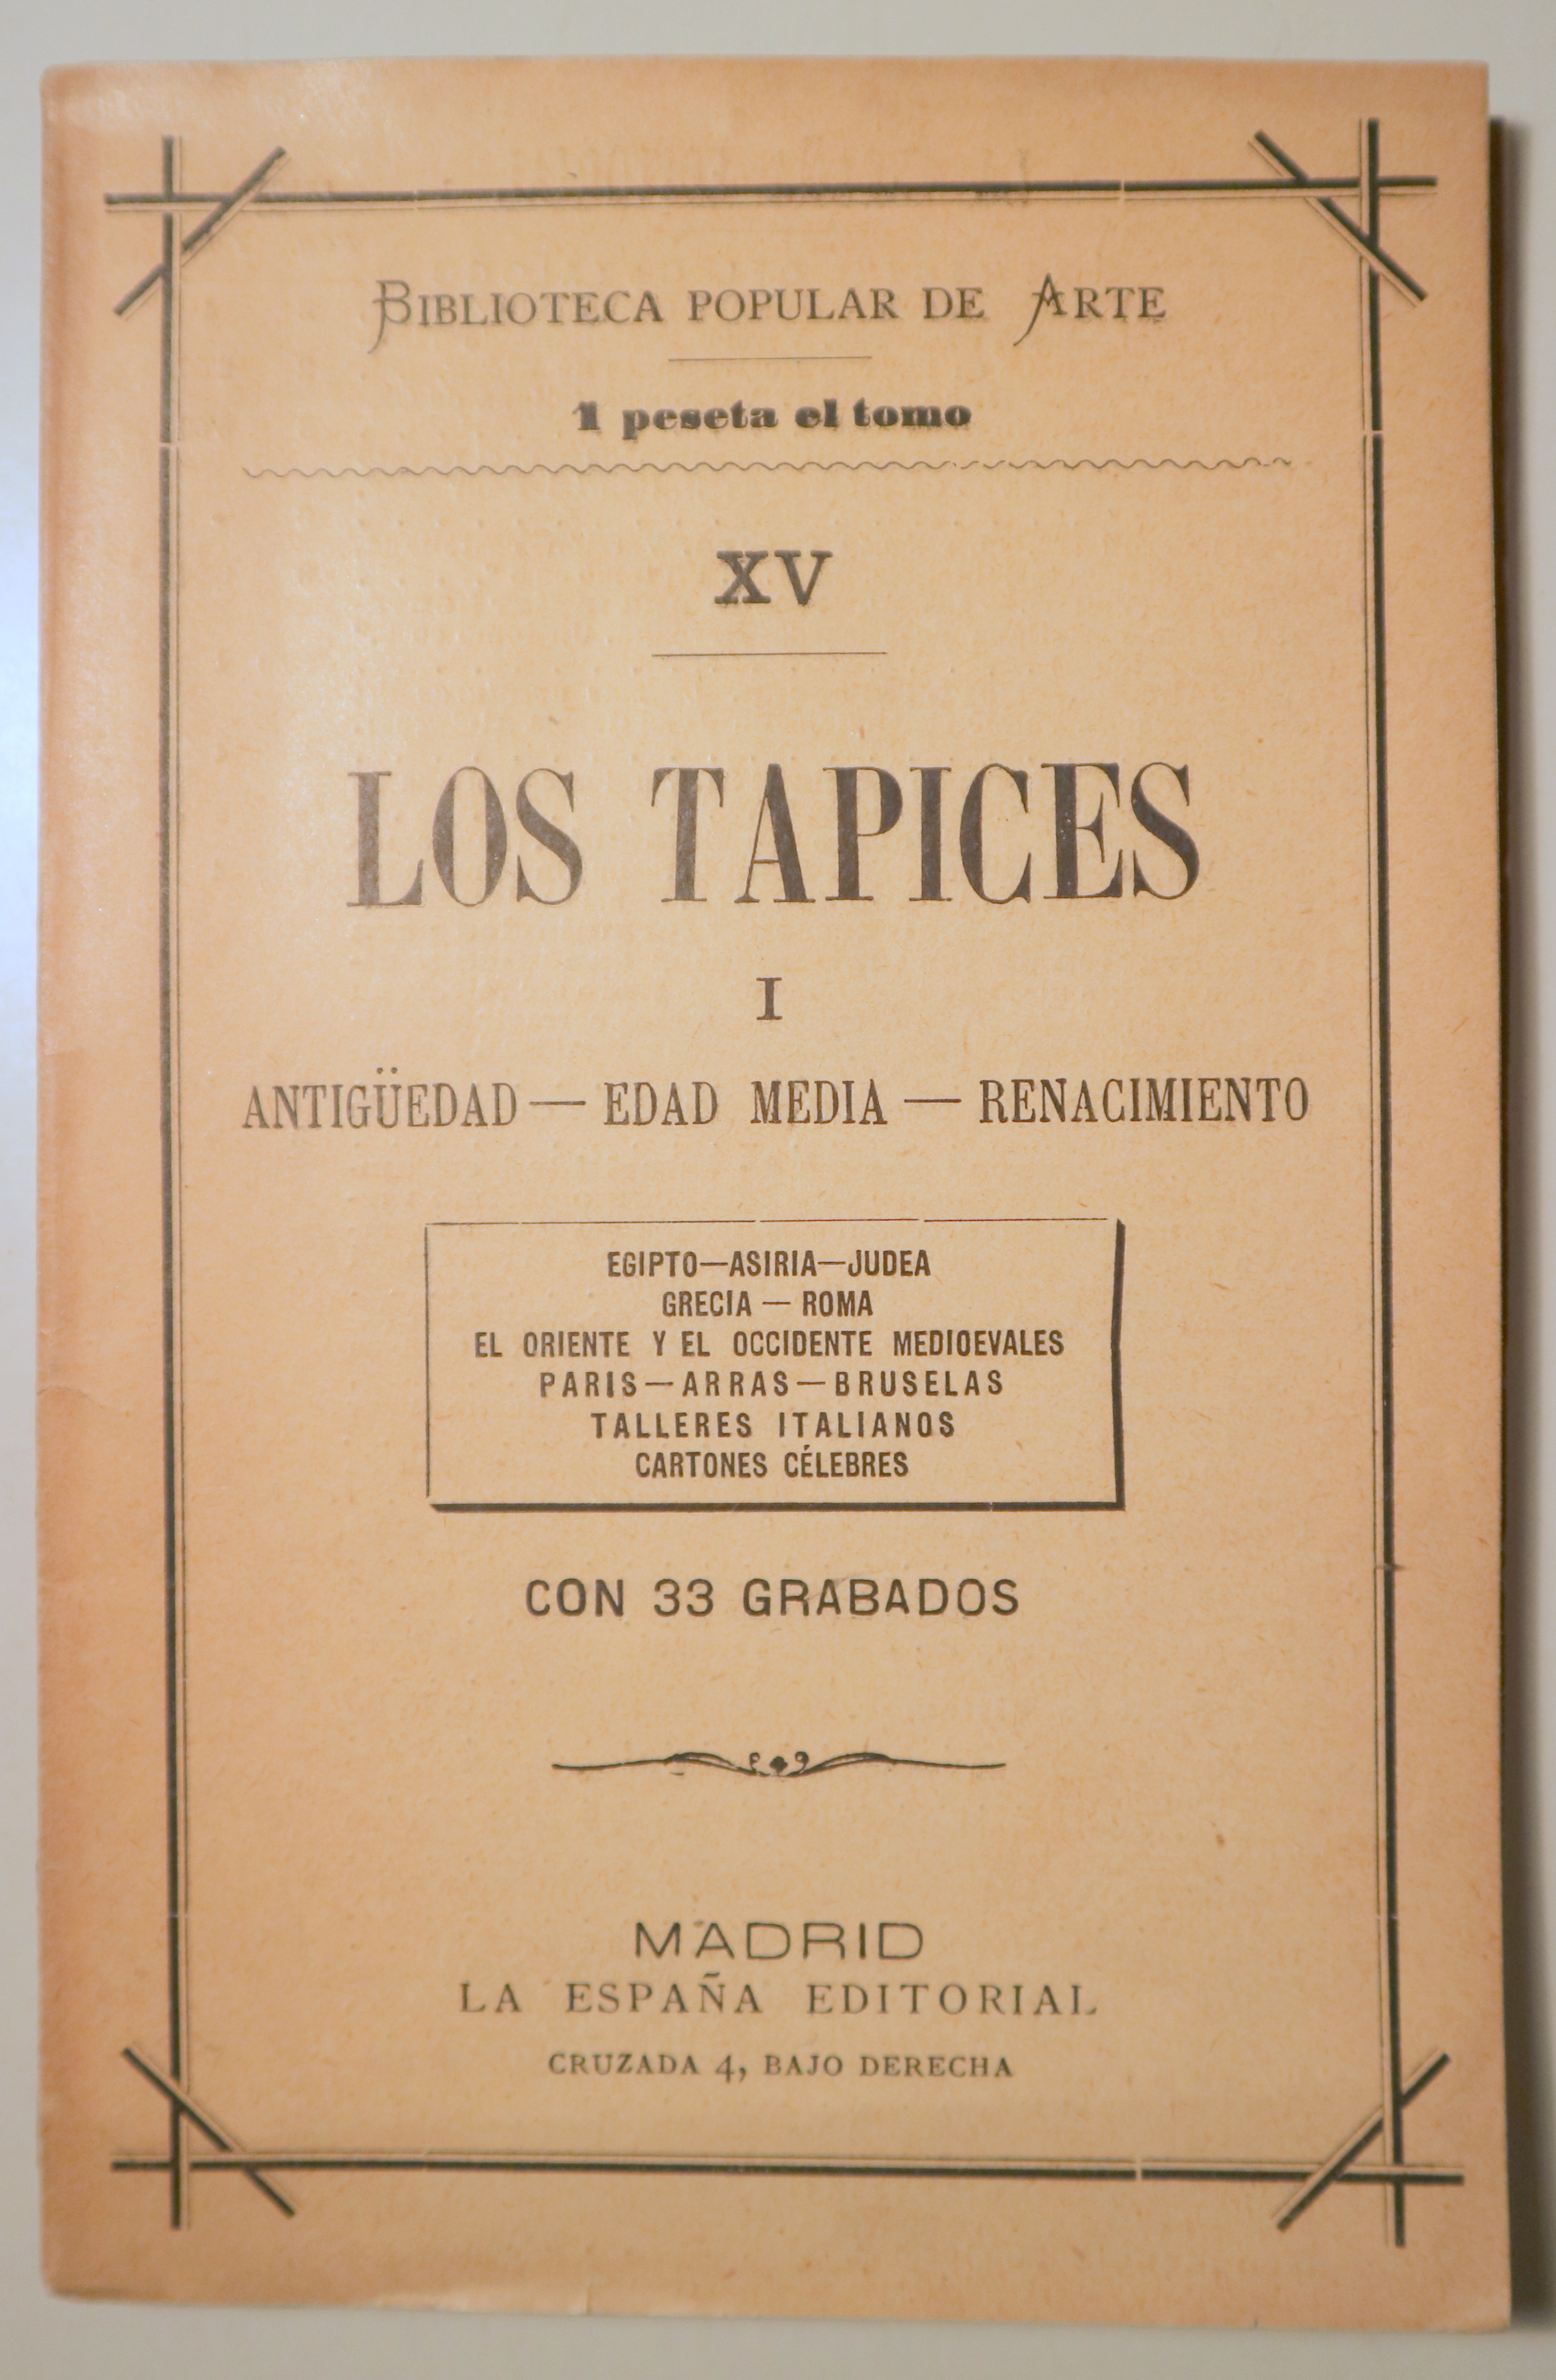 BIBLIOTECA POPULAR DE ARTE
1 peseta el tomo
XV
LOS TAPICES
I
ANTIGÜEDAD — EDAD MEDIA — RENACIMIENTO
EGIPTO—ASIRIA—JUDEA
GRECIA — ROMA
EL ORIENTE Y EL OCCIDENTE MEDIOEVALES
PARIS—ARRAS—BRUSELAS
TALLERES ITALIANOS
CARTONES CÉLEBRES
CON 33 GRABADOS
MADRID
LA ESPAÑA EDITORIAL
CRUZADA 4, BAJO DERECHA